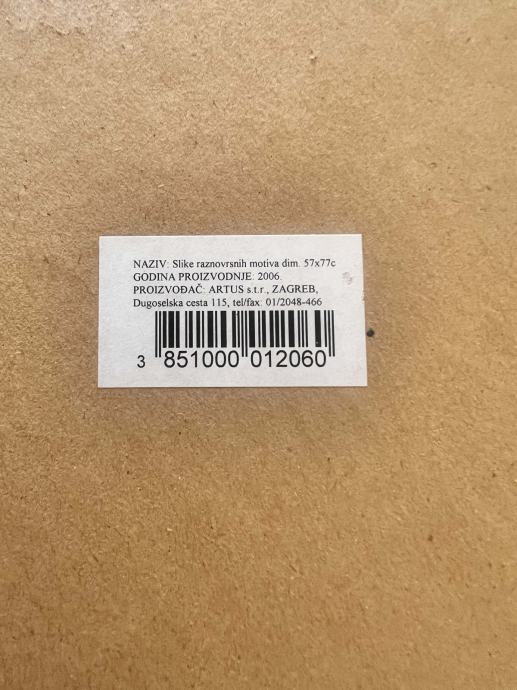 NAZIV: Slike raznovrsnih motiva dim. 57x77c
GODINA PROIZVODNJE: 2006.
PROIZVOĐAČ: ARTUS s.t.r., ZAGREB,
Dugoselska cesta 115, tel/fax: 01/2048-466
3 851000 012060